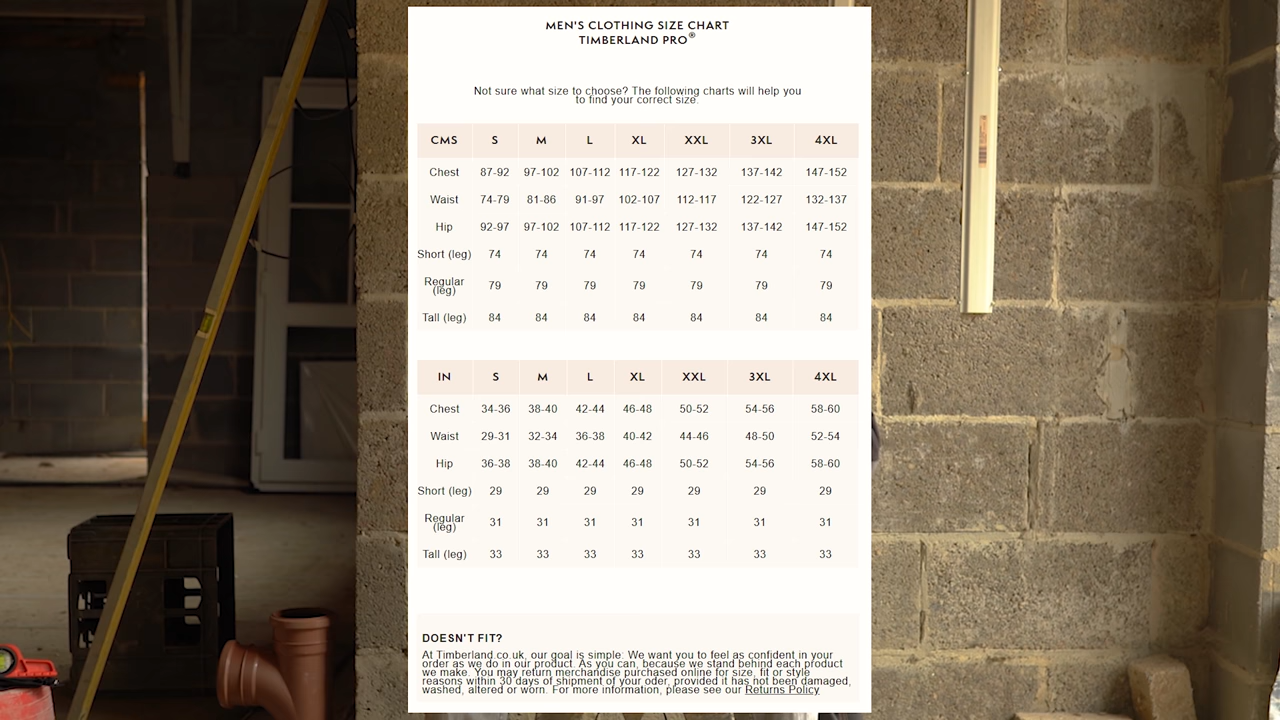 MEN'S CLOTHING SIZE CHART
TIMBERLAND PRO®
Not sure what size to choose? The following charts will help you
to find your correct size.
CMS S M L XL XXL 3XL 4XL
Chest 87-92 97-102 107-112 117-122 127-132 137-142 147-152
Waist 74-79 81-86 91-97 102-107 112-117 122-127 132-137
Hip 92-97 97-102 107-112 117-122 127-132 137-142 147-152
Short (leg) 74 74 74 74 74 74 74
Regular (leg) 79 79 79 79 79 79 79
Tall (leg) 84 84 84 84 84 84 84
IN S M L XL XXL 3XL 4XL
Chest 34-36 38-40 42-44 46-48 50-52 54-56 58-60
Waist 29-31 32-34 36-38 40-42 44-46 48-50 52-54
Hip 36-38 38-40 42-44 46-48 50-52 54-56 58-60
Short (leg) 29 29 29 29 29 29 29
Regular (leg) 31 31 31 31 31 31 31
Tall (leg) 33 33 33 33 33 33 33
DOESN'T FIT?
At Timberland.co.uk, our goal is simple: We want you to feel as confident in your
order as we do in our product. As you can, because we stand behind each product
we make. You may return merchandise purchased online for size, fit or style
reasons within 30 days of shipment of your oder, provided it has not been damaged,
washed, altered or worn. For more information, please see our Returns Policy